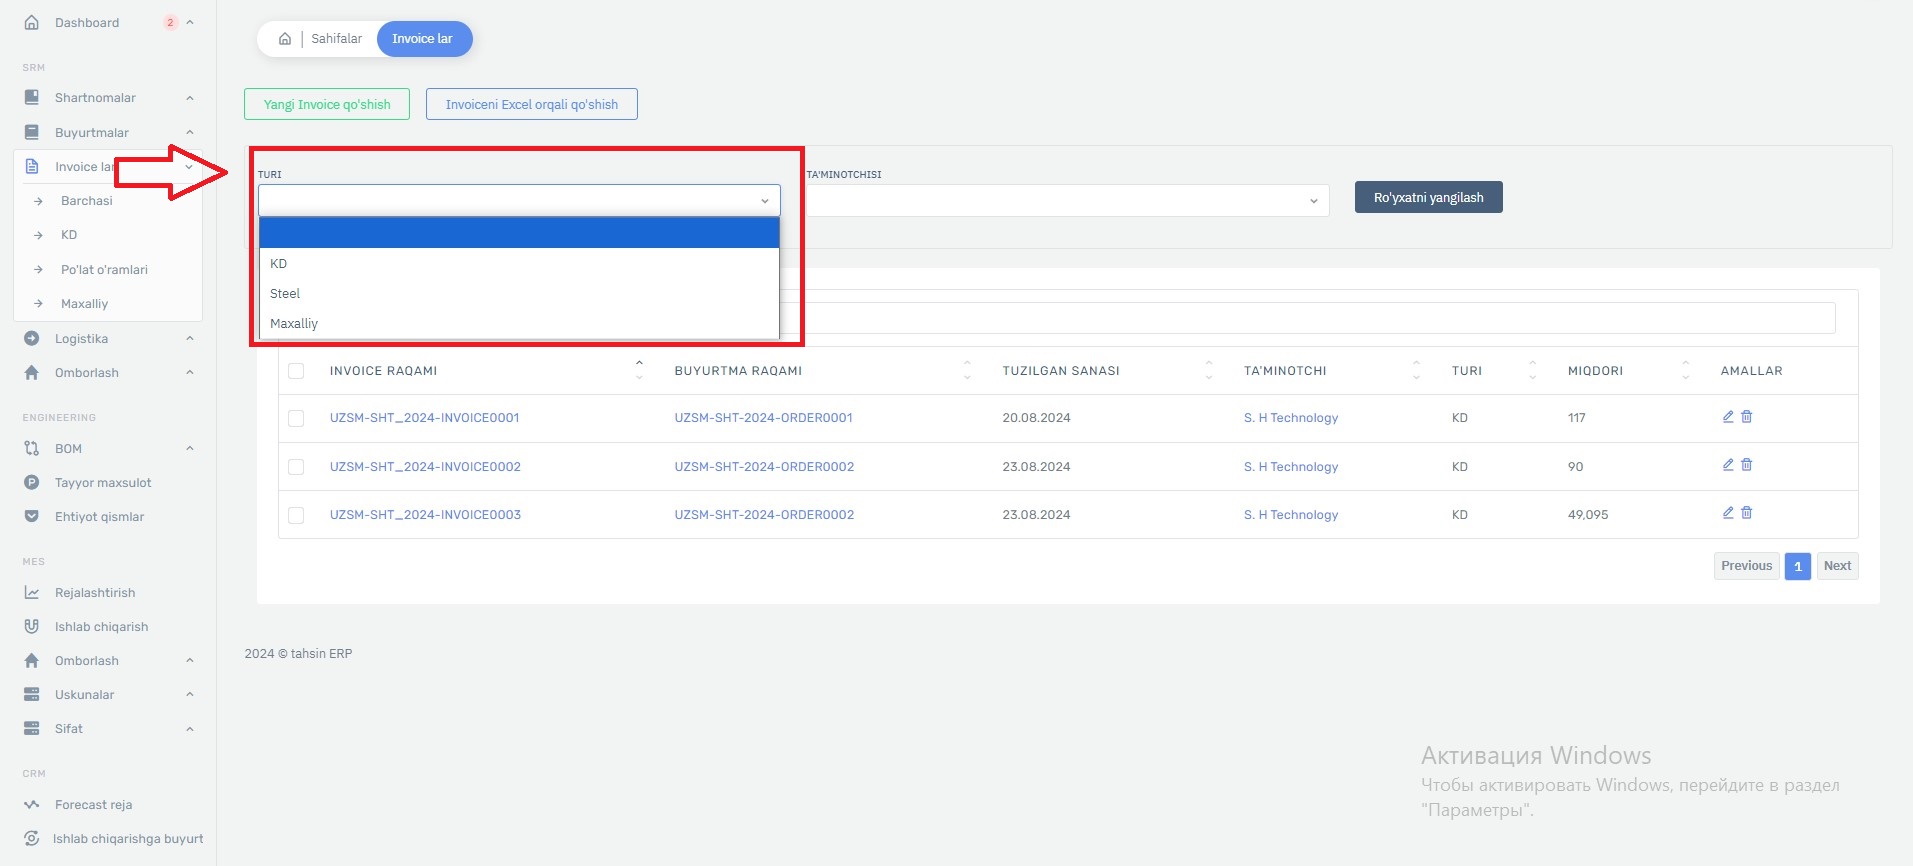 Dashboard 2
SRM
Shartnomalar
Buyurtmalar
Invoice lar
Barchasi
KD
Po'lat o'ramlari
Maxalliy
Logistika
Omborlash
ENGINEERING
BOM
Tayyor maxsulot
Ehtiyot qismlar
MES
Rejalashtirish
Ishlab chiqarish
Omborlash
Uskunalar
Sifat
CRM
Forecast reja
Ishlab chiqarishga buyurt
Sahifalar Invoice lar
Yangi Invoice qo'shish Invoiceni Excel orqali qo'shish
TURI TA'MINOTCHISI
Ro'yxatni yangilash
KD
Steel
Maxalliy
INVOICE RAQAMI BUYURTMA RAQAMI TUZILGAN SANASI TA'MINOTCHI TURI MIQDORI AMALLAR
UZSM-SHT_2024-INVOICE0001 UZSM-SHT-2024-ORDER0001 20.08.2024 S. H Technology KD 117
UZSM-SHT_2024-INVOICE0002 UZSM-SHT-2024-ORDER0002 23.08.2024 S. H Technology KD 90
UZSM-SHT_2024-INVOICE0003 UZSM-SHT-2024-ORDER0002 23.08.2024 S. H Technology KD 49,095
Previous 1 Next
2024 © tahsin ERP
Активация Windows
Чтобы активировать Windows, перейдите в раздел
"Параметры".